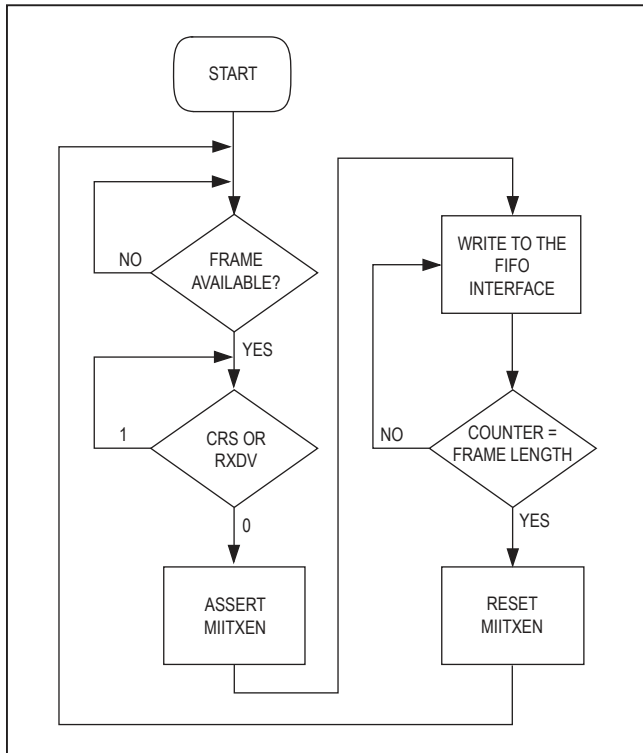 START
FRAME
AVAILABLE?
NO
YES
CRS OR
RXDV
1
0
ASSERT
MIITXEN
WRITE TO THE
FIFO
INTERFACE
COUNTER =
FRAME LENGTH
NO
YES
RESET
MIITXEN